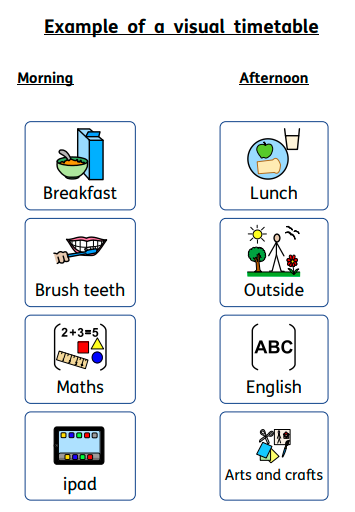 Example of a visual timetable
Morning
Afternoon
Breakfast
Lunch
Brush teeth
Outside
2+3=5
Maths
ABC
English
ipad
Arts and crafts